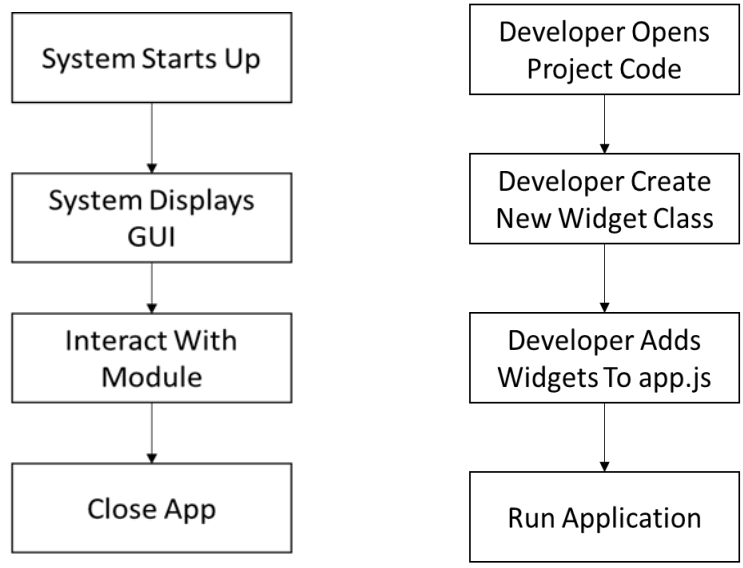 System Starts Up
System Displays
GUI
Interact With
Module
Close App
Developer Opens
Project Code
Developer Create
New Widget Class
Developer Adds
Widgets To app.js
Run Application